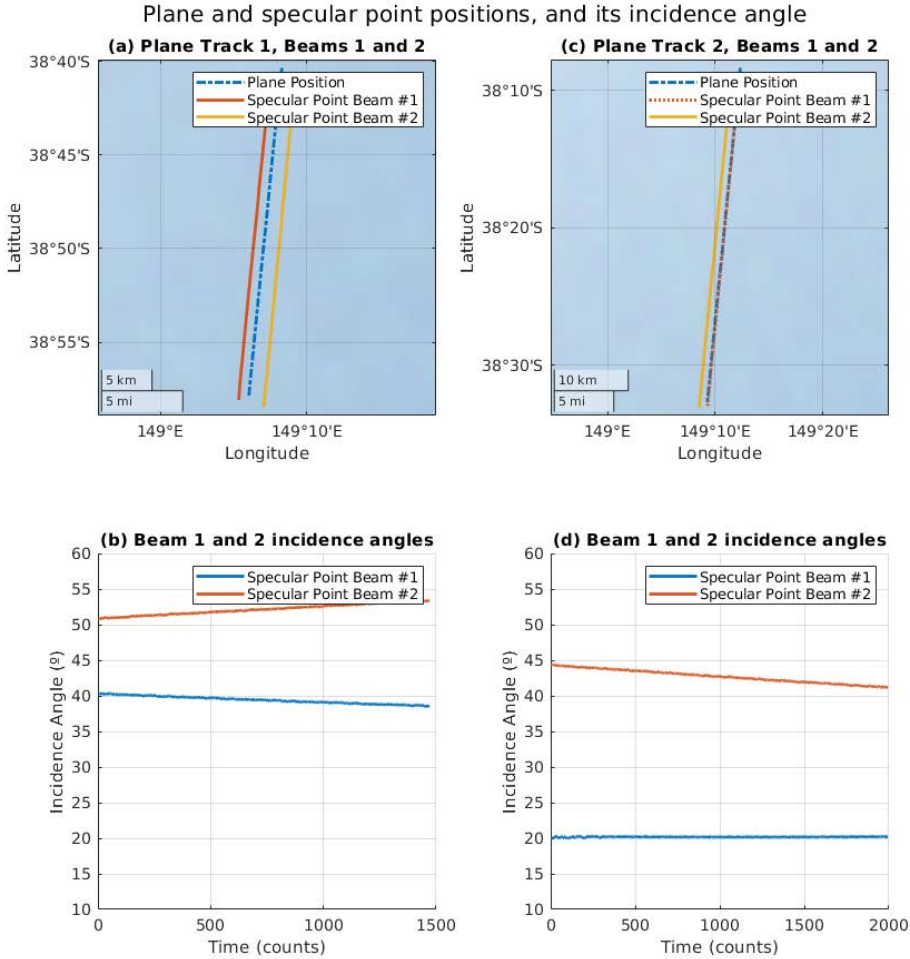 Plane and specular point positions, and its incidence angle
(a) Plane Track 1, Beams 1 and 2
38°40'S
38°45'S
38°50'S
38°55'S
Latitude
Plane Position
Specular Point Beam #1
Specular Point Beam #2
5 km
5 mi
149°E
149°10'E
Longitude
(c) Plane Track 2, Beams 1 and 2
38°10'S
38°20'S
38°30'S
Latitude
Plane Position
Specular Point Beam #1
Specular Point Beam #2
10 km
5 mi
149°E
149°10'E
149°20'E
Longitude
(b) Beam 1 and 2 incidence angles
60
55
50
45
40
35
30
25
20
15
10
Incidence Angle (º)
Specular Point Beam #1
Specular Point Beam #2
0
500
1000
1500
Time (counts)
(d) Beam 1 and 2 incidence angles
60
55
50
45
40
35
30
25
20
15
10
Incidence Angle (º)
Specular Point Beam #1
Specular Point Beam #2
0
500
1000
1500
2000
Time (counts)